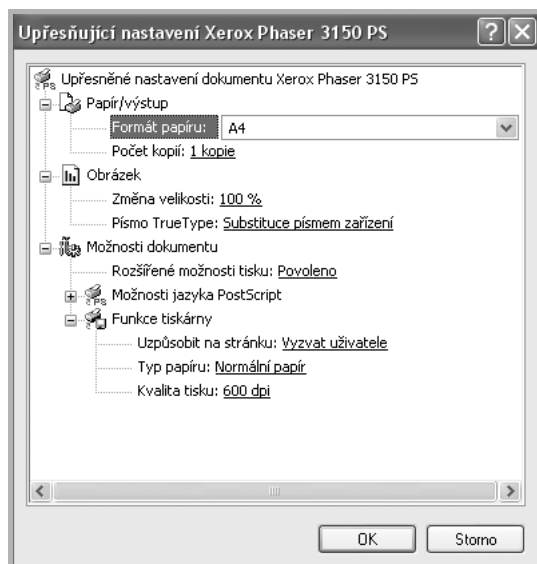 Upřesňující nastavení Xerox Phaser 3150 PS
Upřesněné nastavení dokumentu Xerox Phaser 3150 PS
Papír/výstup
Formát papíru: A4
Počet kopií: 1 kopie
Obrázek
Změna velikosti: 100 %
Písmo TrueType: Substituce písmem zařízení
Možnosti dokumentu
Rozšířené možnosti tisku: Povoleno
Možnosti jazyka PostScript
Funkce tiskárny
Uzpůsobit na stránku: Vyzvat uživatele
Typ papíru: Normální papír
Kvalita tisku: 600 dpi
OK Storno